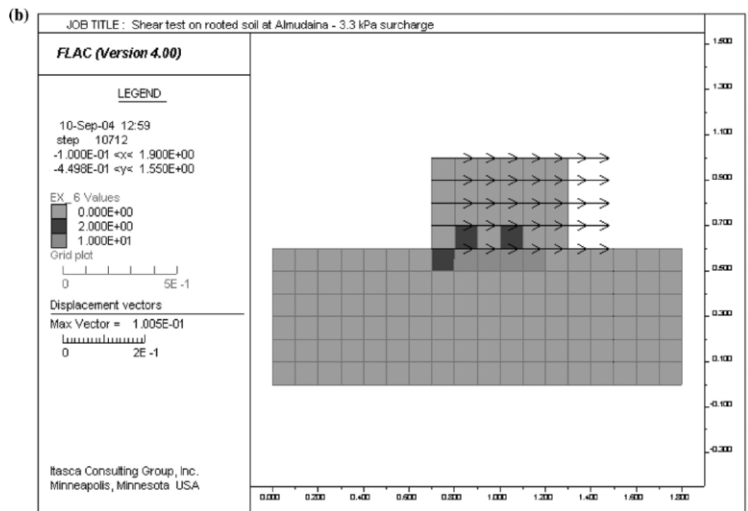 (b)
JOB TITLE : Shear test on rooted soil at Almudaina - 3.3 kPa surcharge
FLAC (Version 4.00)
LEGEND
10-Sep-04 12:59
step 10712
-1.000E-01 <x< 1.900E+00
-4.498E-01 <y< 1.550E+00
EX_ 6 Values
0.000E+00
2.000E+00
1.000E+01
Grid plot
0 5E -1
Displacement vectors
Max Vector = 1.005E-01
0 2E -1
Itasca Consulting Group, Inc.
Minneapolis, Minnesota USA
1.500
1.300
1.100
0.900
0.700
0.500
0.300
0.100
-0.100
-0.300
0.000 0.200 0.400 0.600 0.800 1.000 1.200 1.400 1.600 1.800